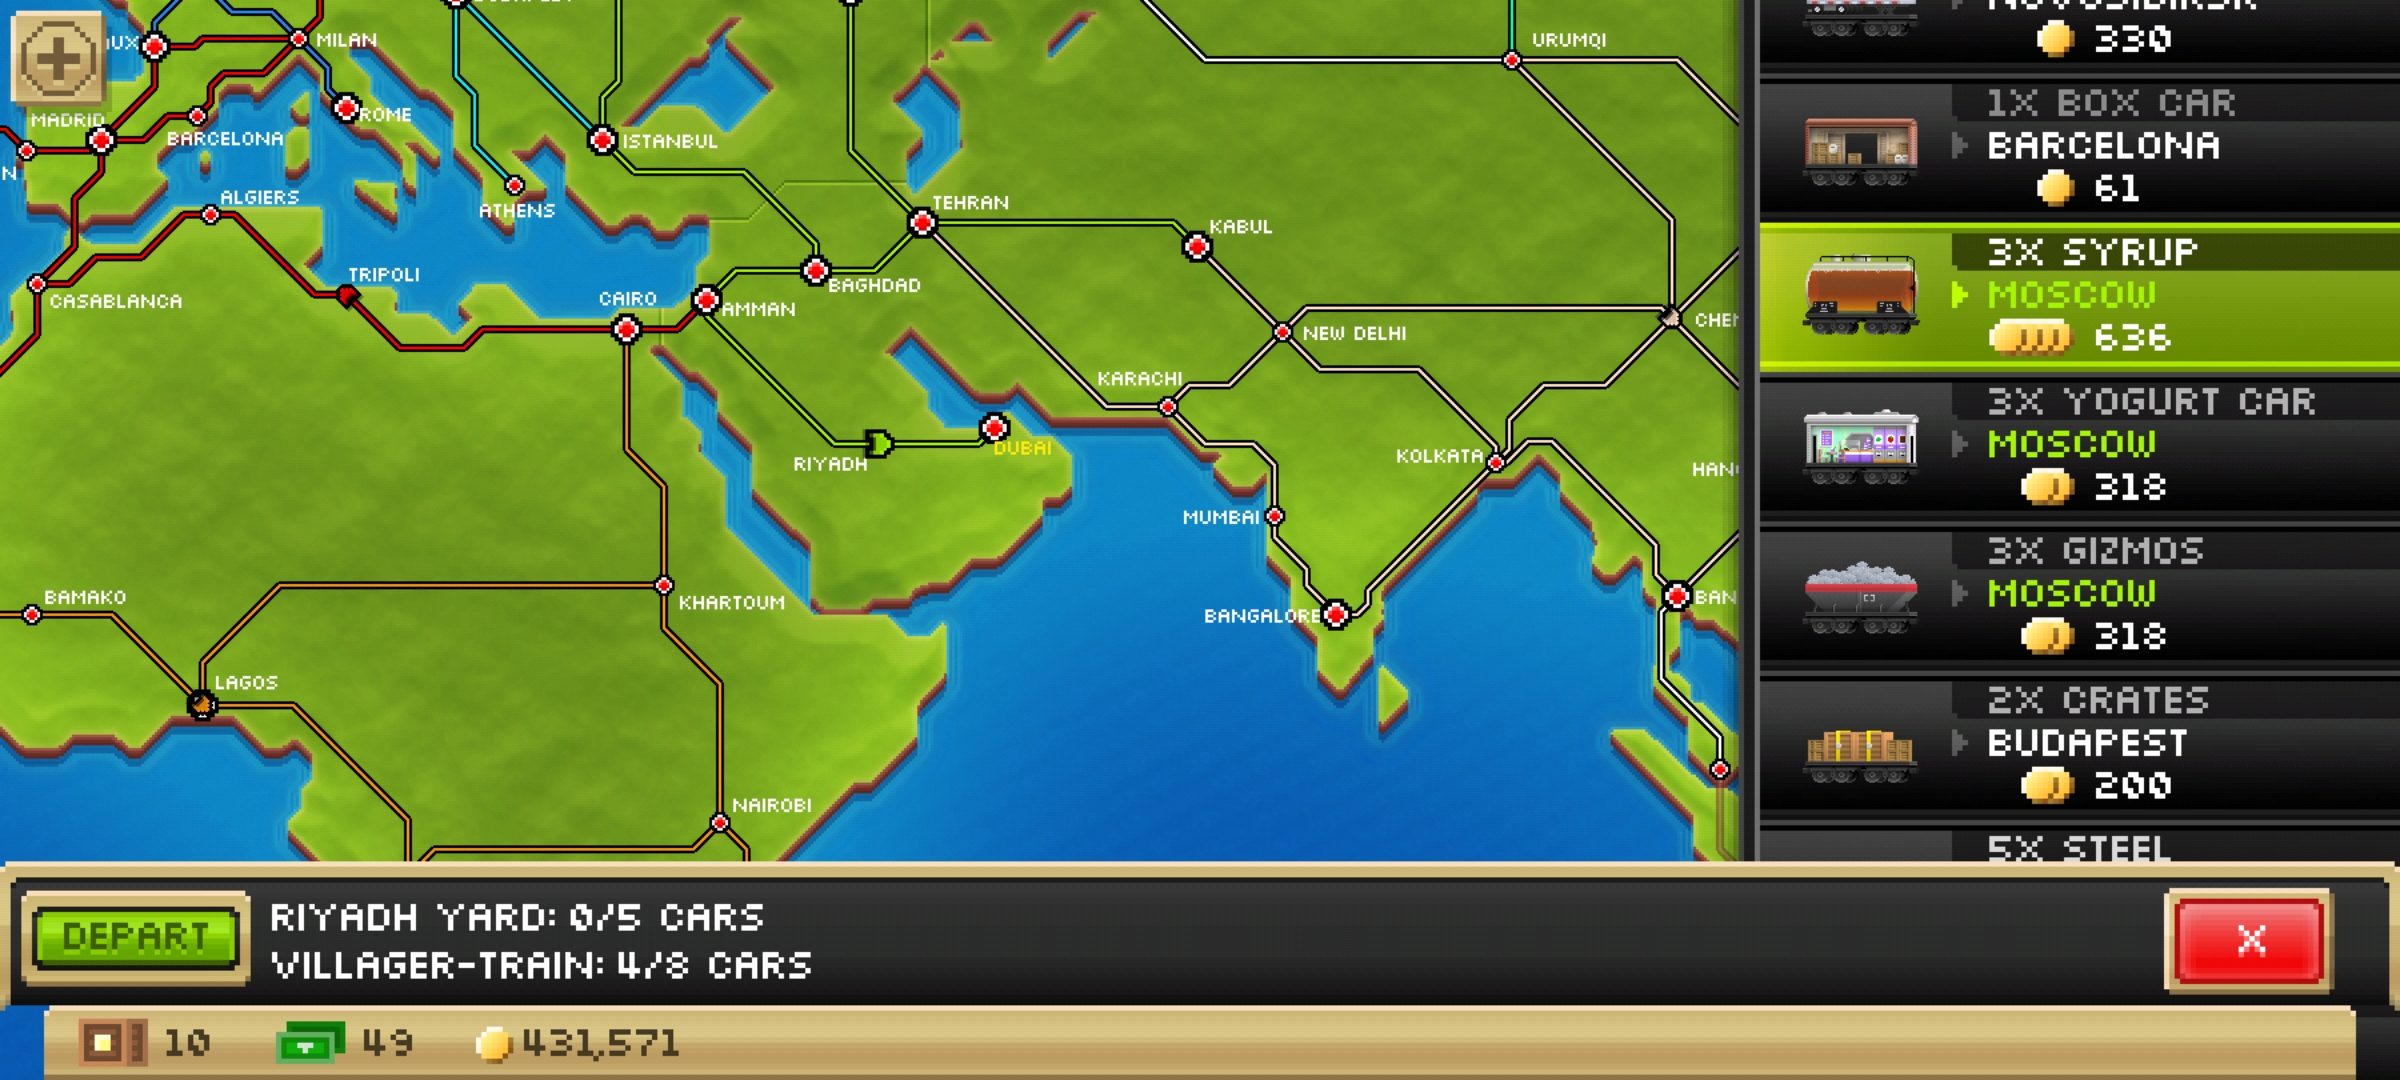 MILAN
URUMQI
330
MADRID
ROME
BARCELONA
ISTANBUL
1X BOX CAR
BARCELONA
61
ALGIERS
ATHENS
TEHRAN
KABUL
3X SYRUP
MOSCOW
636
TRIPOLI
CASABLANCA
CAIRO
AMMAN
BAGHDAD
NEW DELHI
KARACHI
3X YOGURT CAR
MOSCOW
318
RIYADH
DUBAI
KOLKATA
MUMBAI
3X GIZMOS
MOSCOW
318
BAMAKO
KHARTOUM
BANGALORE
BAN
LAGOS
2X CRATES
BUDAPEST
200
NAIROBI
5X STEEL
DEPART
RIYADH YARD: 0/5 CARS
VILLAGER-TRAIN: 4/8 CARS
X
10
49
431,571